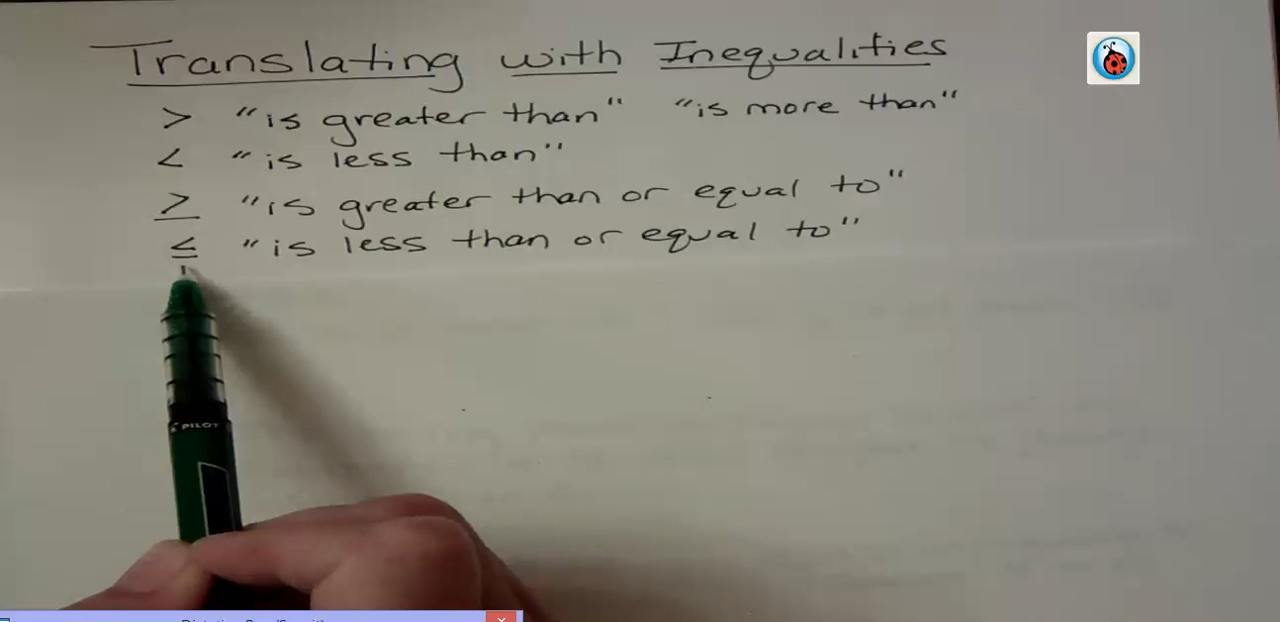 Translating with Inequalities
> "is greater than" "is more than"
< "is less than"
≥ "is greater than or equal to"
≤ "is less than or equal to"
PILOT